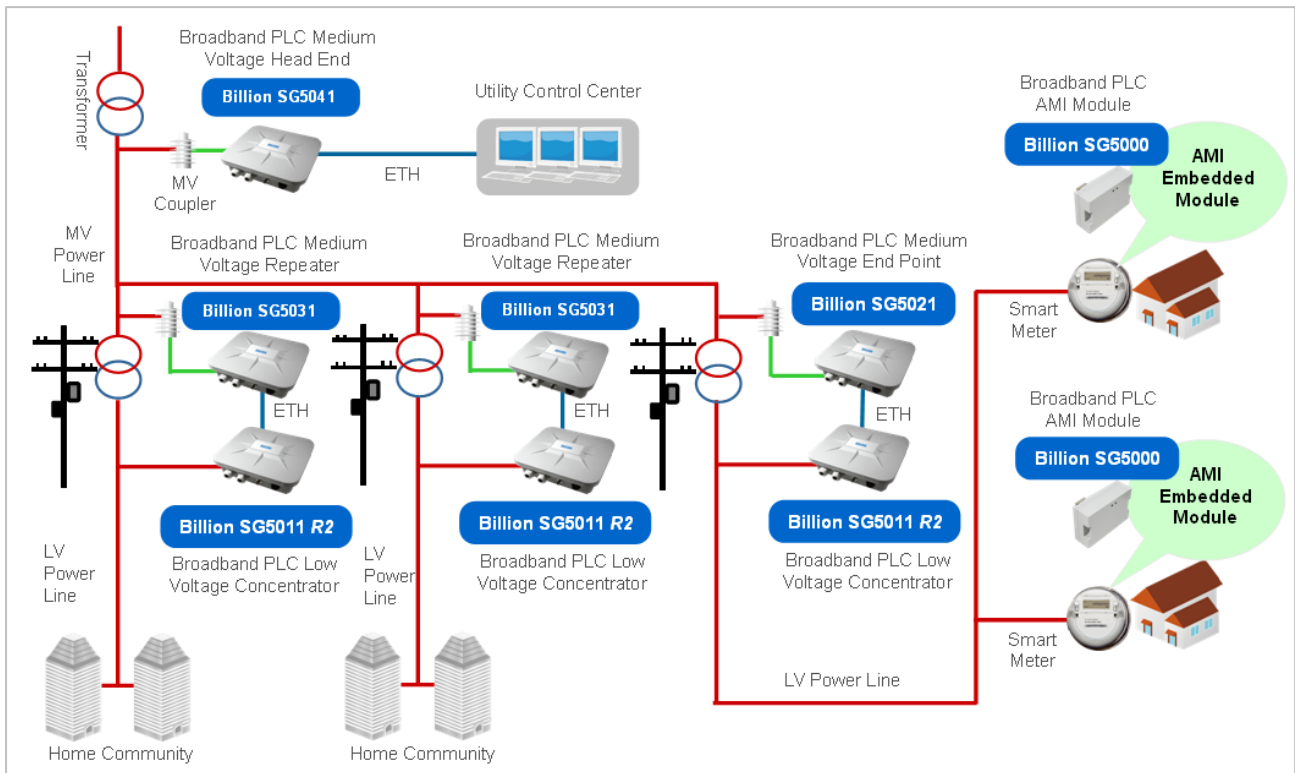 Transformer
Broadband PLC Medium
Voltage Head End
Billion SG5041
Utility Control Center
ETH
MV
Coupler
Broadband PLC
AMI Module
Billion SG5000
AMI
Embedded
Module
MV
Power
Line
Broadband PLC Medium
Voltage Repeater
Billion SG5031
ETH
Billion SG5011 R2
Broadband PLC Low
Voltage Concentrator
Broadband PLC Medium
Voltage Repeater
Billion SG5031
ETH
Billion SG5011 R2
Broadband PLC Low
Voltage Concentrator
Broadband PLC Medium
Voltage End Point
Billion SG5021
ETH
Billion SG5011 R2
Broadband PLC Low
Voltage Concentrator
Smart
Meter
Broadband PLC
AMI Module
Billion SG5000
AMI
Embedded
Module
Smart
Meter
LV
Power
Line
LV
Power
Line
LV Power Line
Home Community
Home Community